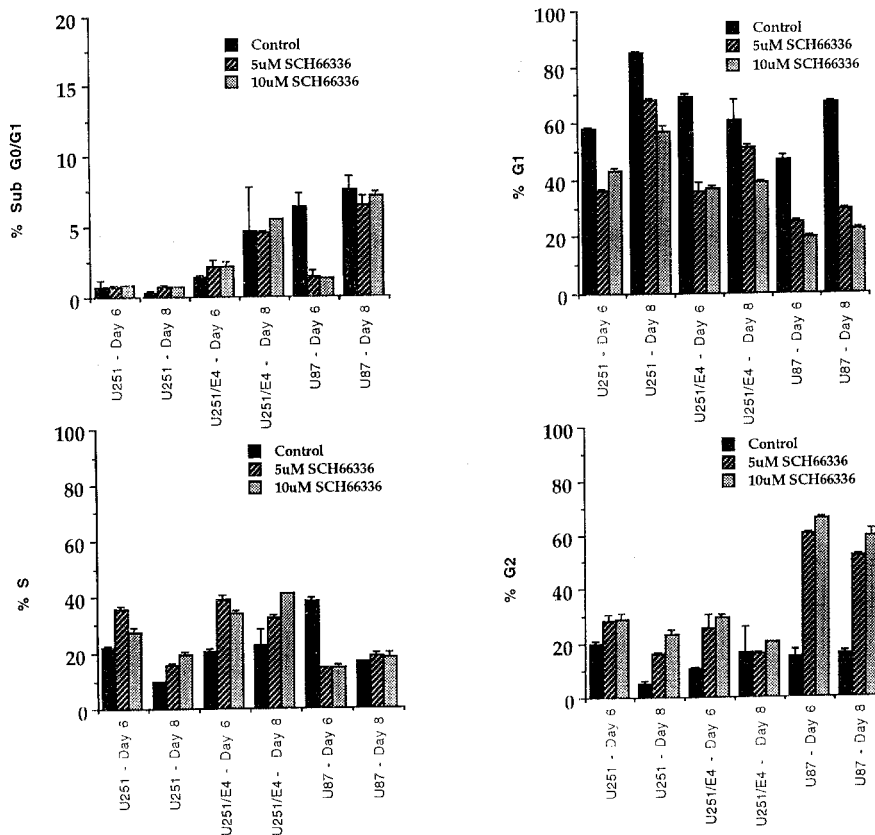 20
15
10
5
0
% Sub G0/G1
Control
5uM SCH66336
10uM SCH66336
U251 - Day 6
U251 - Day 8
U251/E4 - Day 6
U251/E4 - Day 8
U87 - Day 6
U87 - Day 8
100
80
60
40
20
0
% G1
Control
5uM SCH66336
10uM SCH66336
U251 - Day 6
U251 - Day 8
U251/E4 - Day 6
U251/E4 - Day 8
U87 - Day 6
U87 - Day 8
100
80
60
40
20
0
% S
Control
5uM SCH66336
10uM SCH66336
U251 - Day 6
U251 - Day 8
U251/E4 - Day 6
U251/E4 - Day 8
U87 - Day 6
U87 - Day 8
100
80
60
40
20
0
% G2
Control
5uM SCH66336
10uM SCH66336
U251 - Day 6
U251 - Day 8
U251/E4 - Day 6
U251/E4 - Day 8
U87 - Day 6
U87 - Day 8